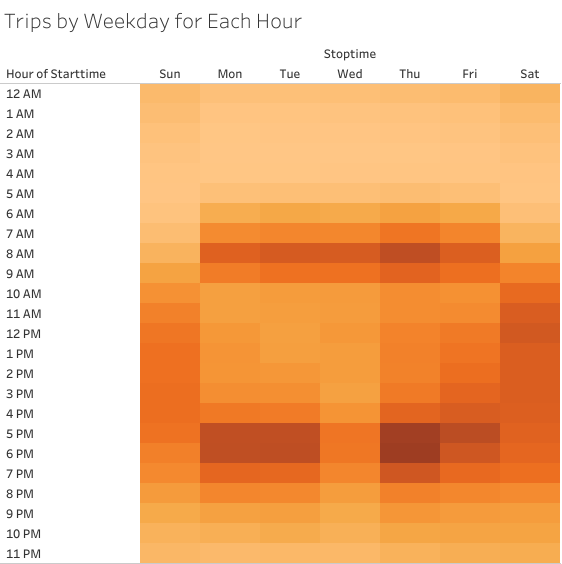 Trips by Weekday for Each Hour
Stoptime
Hour of Starttime Sun Mon Tue Wed Thu Fri Sat
12 AM
1 AM
2 AM
3 AM
4 AM
5 AM
6 AM
7 AM
8 AM
9 AM
10 AM
11 AM
12 PM
1 PM
2 PM
3 PM
4 PM
5 PM
6 PM
7 PM
8 PM
9 PM
10 PM
11 PM